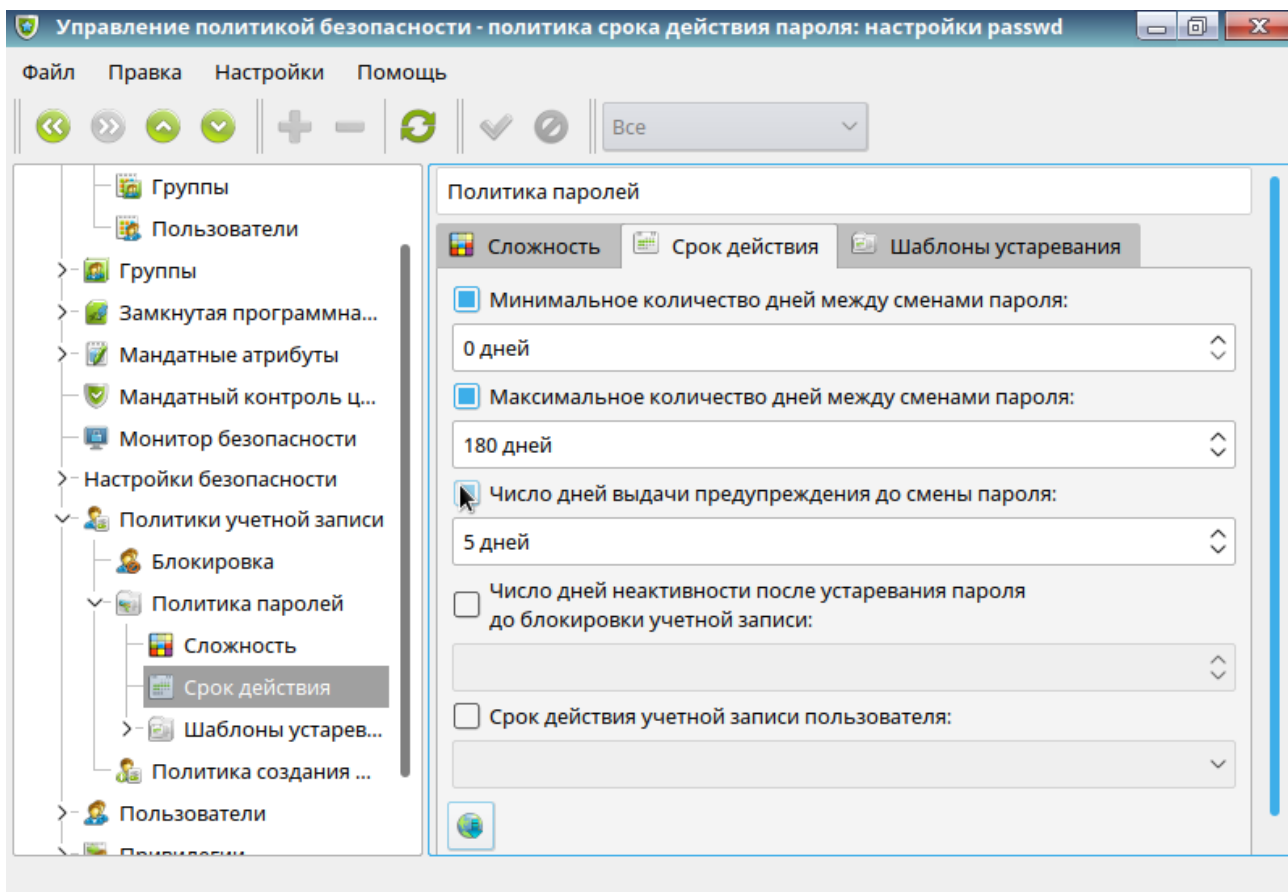 Управление политикой безопасности - политика срока действия пароля: настройки passwd
Файл Правка Настройки Помощь
Все
Группы
Пользователи
Группы
Замкнутая программна...
Мандатные атрибуты
Мандатный контроль ц...
Монитор безопасности
Настройки безопасности
Политики учетной записи
Блокировка
Политика паролей
Сложность
Срок действия
Шаблоны устарев...
Политика создания ...
Пользователи
Привилегии
Политика паролей
Сложность Срок действия Шаблоны устаревания
Минимальное количество дней между сменами пароля:
0 дней
Максимальное количество дней между сменами пароля:
180 дней
Число дней выдачи предупреждения до смены пароля:
5 дней
Число дней неактивности после устаревания пароля
до блокировки учетной записи:
Срок действия учетной записи пользователя: